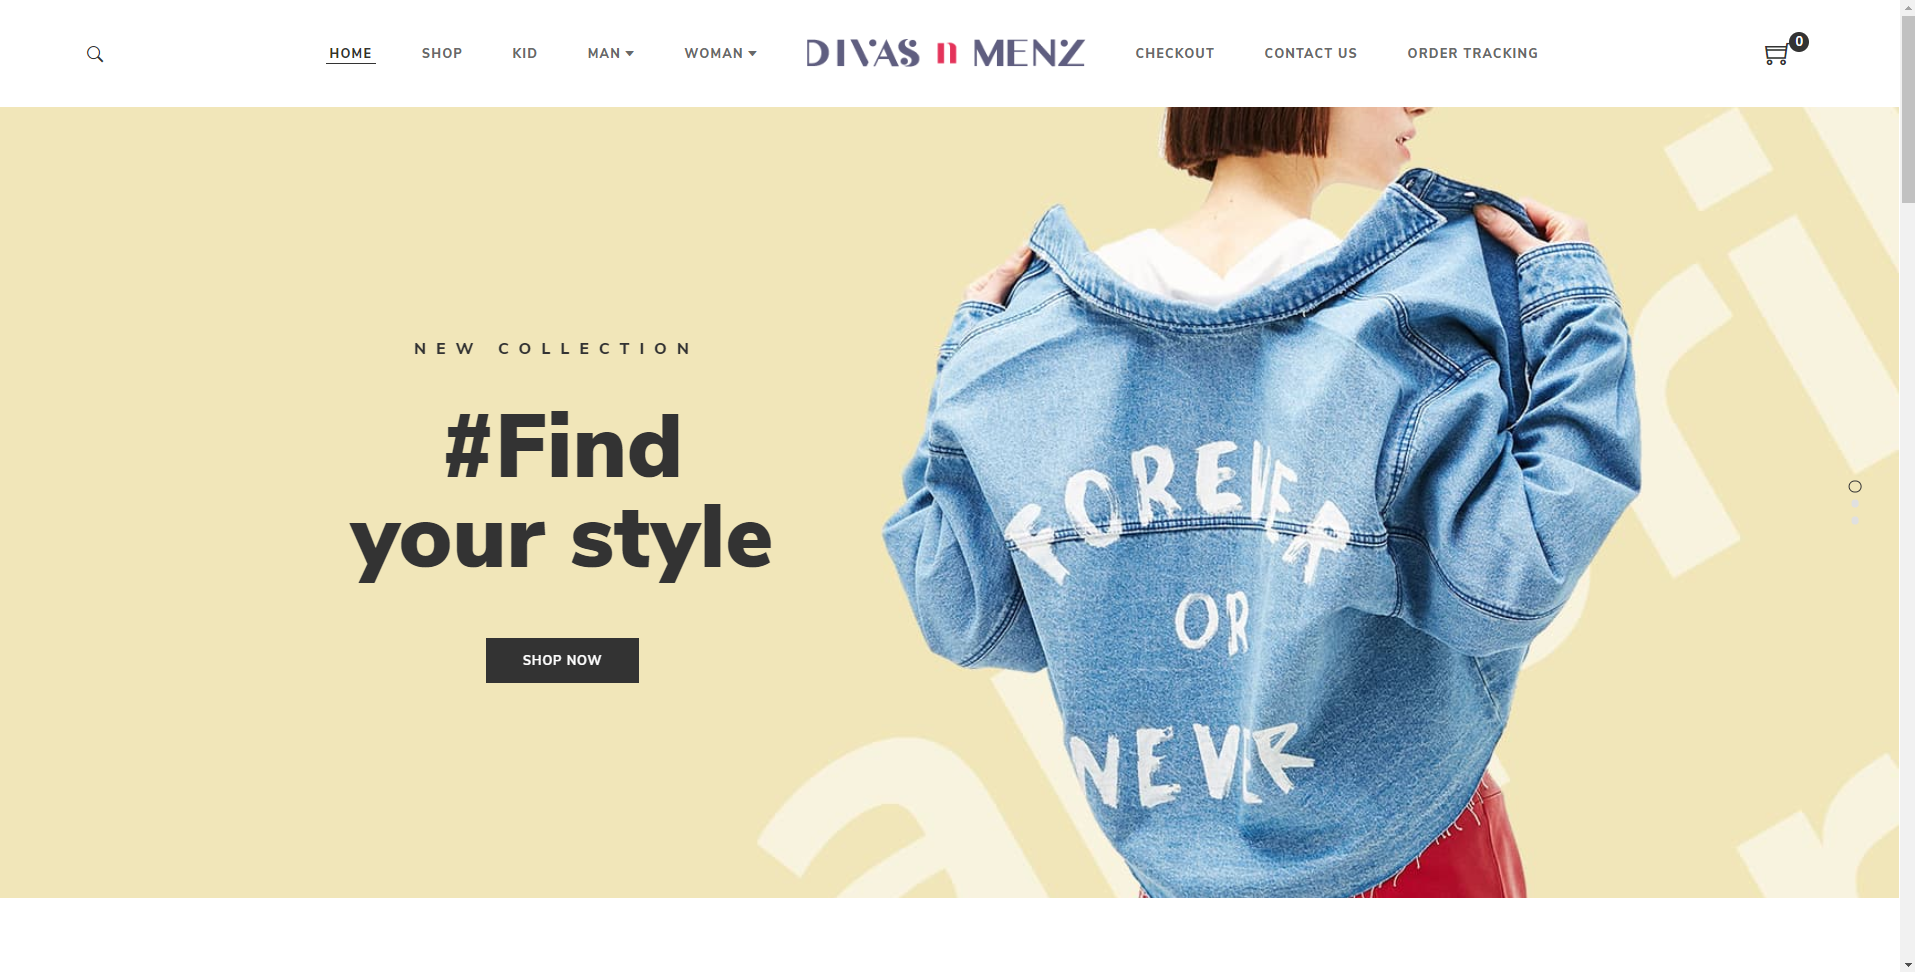 HOME SHOP KID MAN WOMAN DIVAS n MENZ CHECKOUT CONTACT US ORDER TRACKING 0
NEW COLLECTION
#Find
your style
SHOP NOW
FOREVER
OR
NEVER